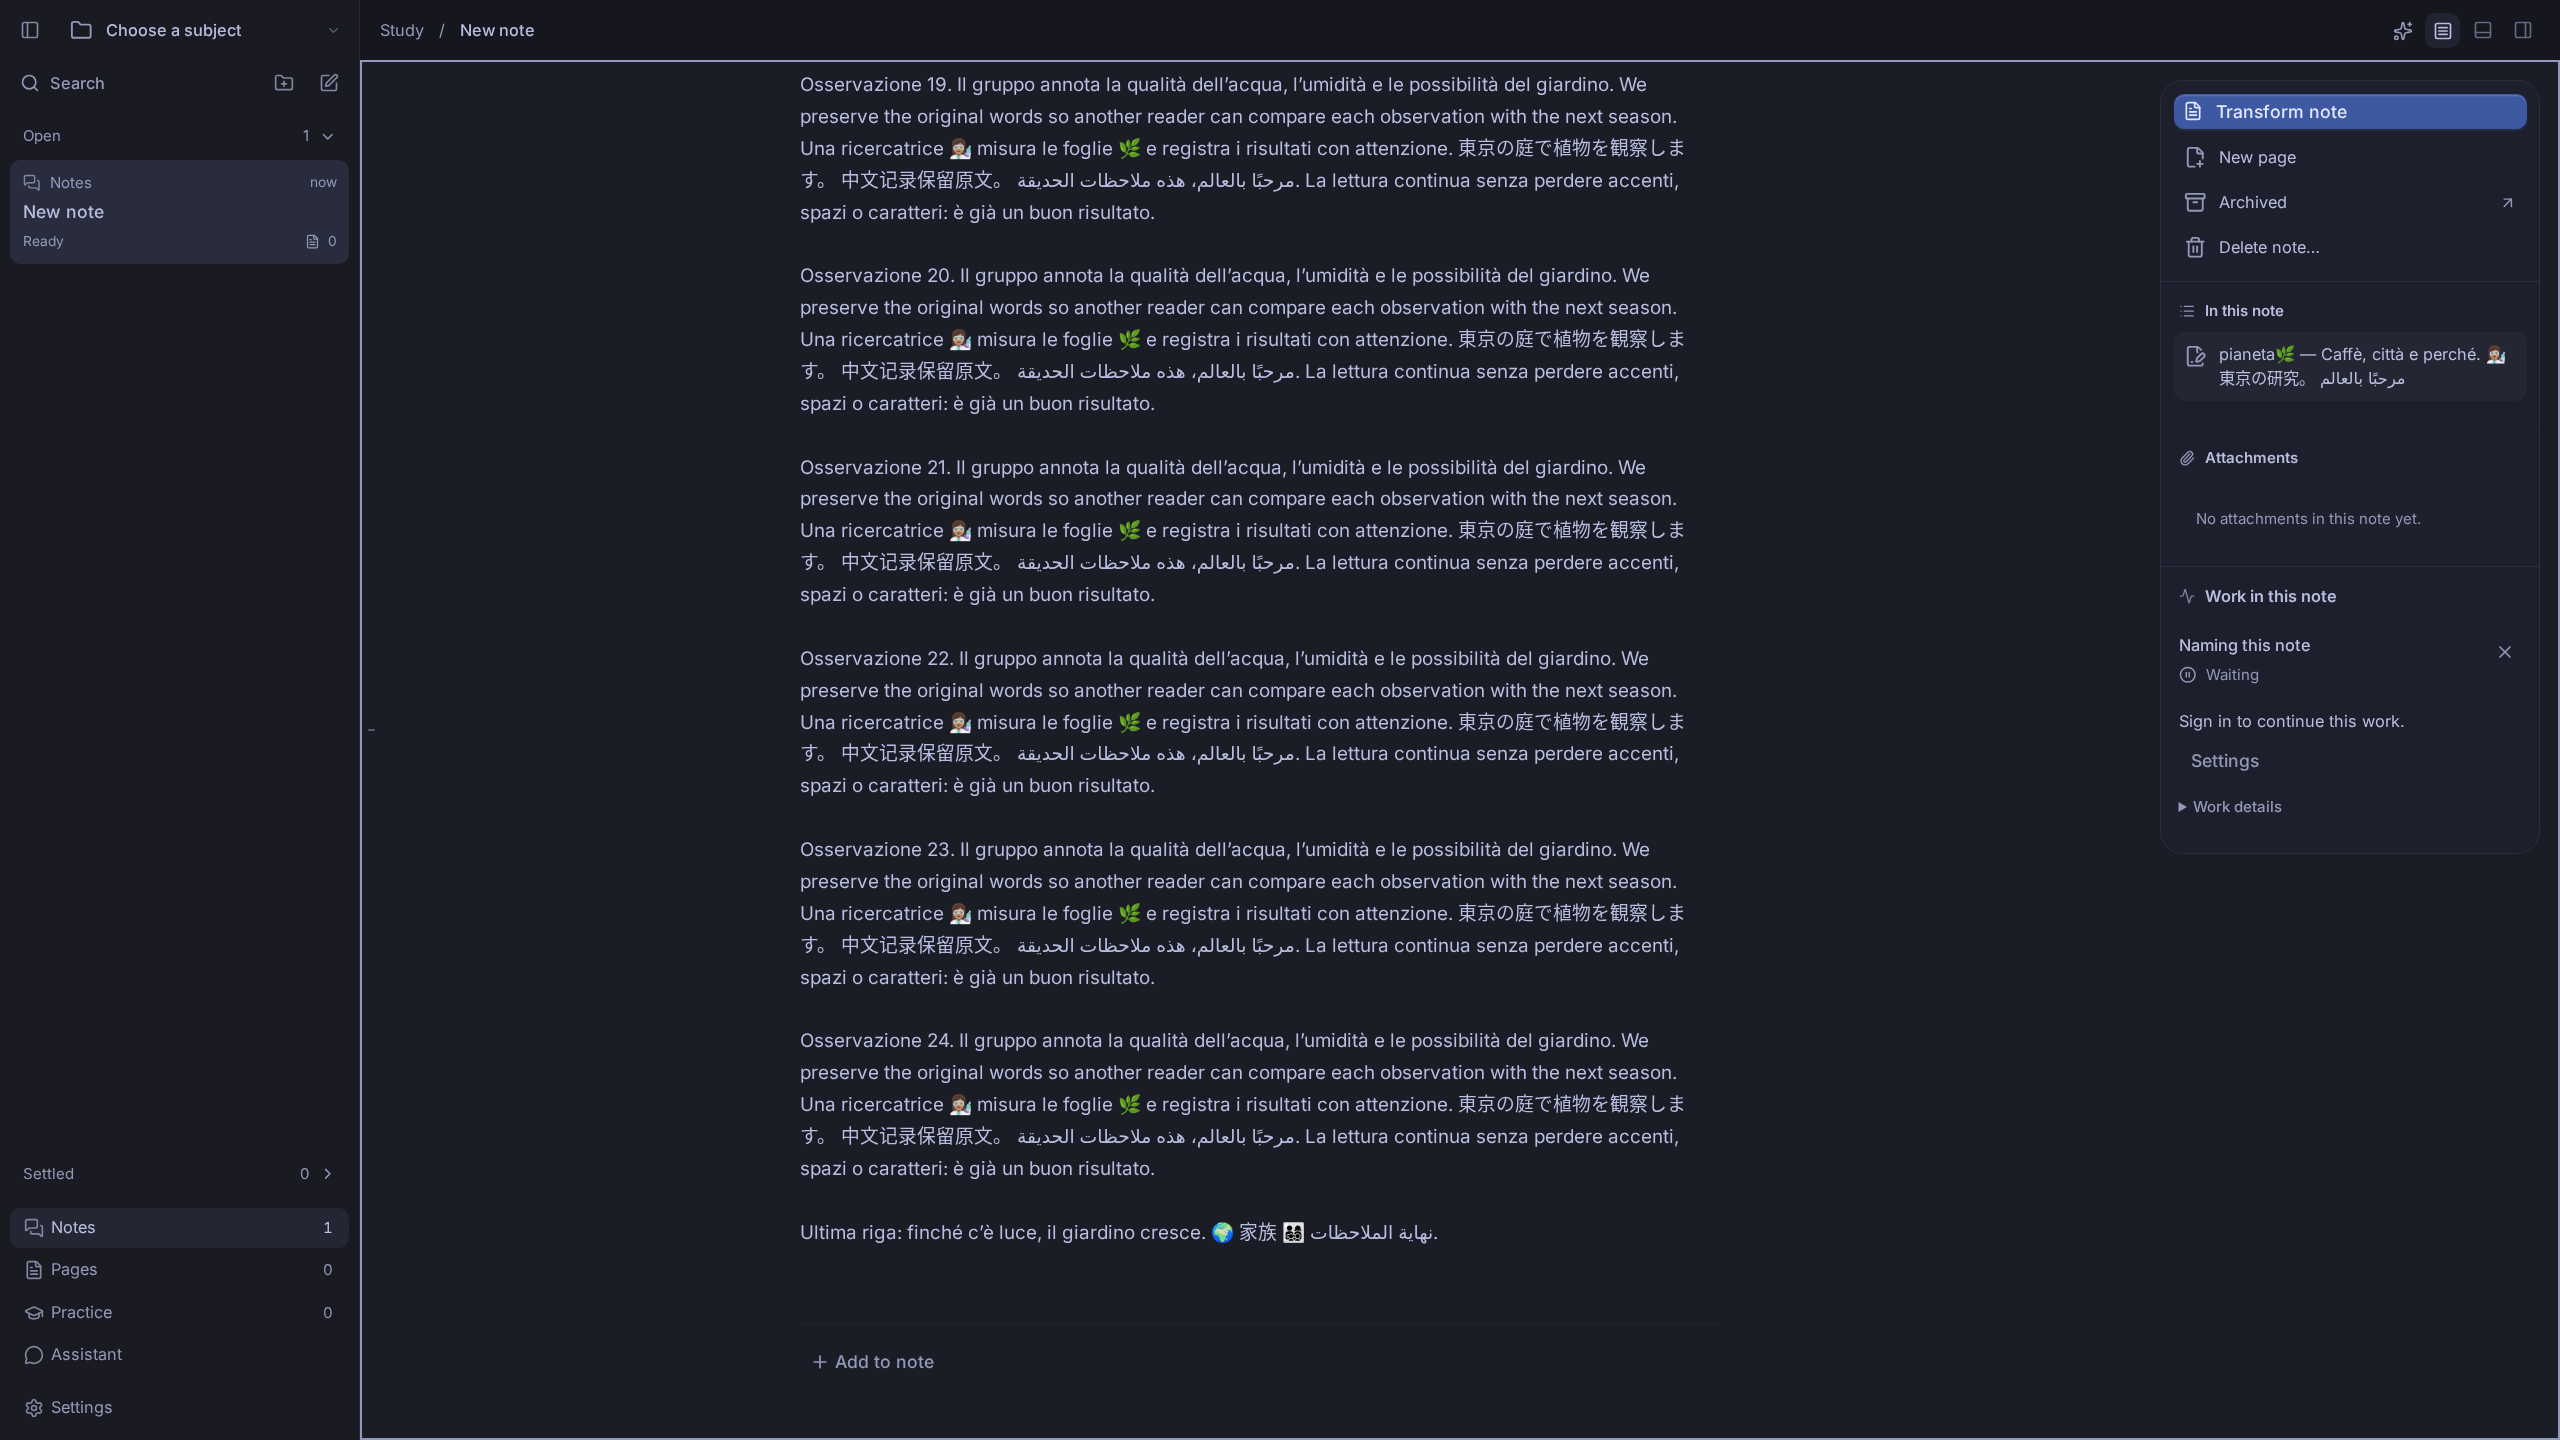 Choose a subject
Search
Open 1
Notes now
New note
Ready 0
Settled 0
Notes 1
Pages 0
Practice 0
Assistant
Settings
Study / New note
Osservazione 19. Il gruppo annota la qualità dell’acqua, l’umidità e le possibilità del giardino. We
preserve the original words so another reader can compare each observation with the next season.
Una ricercatrice 👩🏽‍🔬 misura le foglie 🌿 e registra i risultati con attenzione. 東京の庭で植物を観察しま
す。 中文记录保留原文。 مرحبًا بالعالم، هذه ملاحظات الحديقة. La lettura continua senza perdere accenti,
spazi o caratteri: è già un buon risultato.
Osservazione 20. Il gruppo annota la qualità dell’acqua, l’umidità e le possibilità del giardino. We
preserve the original words so another reader can compare each observation with the next season.
Una ricercatrice 👩🏽‍🔬 misura le foglie 🌿 e registra i risultati con attenzione. 東京の庭で植物を観察しま
す。 中文记录保留原文。 مرحبًا بالعالم، هذه ملاحظات الحديقة. La lettura continua senza perdere accenti,
spazi o caratteri: è già un buon risultato.
Osservazione 21. Il gruppo annota la qualità dell’acqua, l’umidità e le possibilità del giardino. We
preserve the original words so another reader can compare each observation with the next season.
Una ricercatrice 👩🏽‍🔬 misura le foglie 🌿 e registra i risultati con attenzione. 東京の庭で植物を観察しま
す。 中文记录保留原文。 مرحبًا بالعالم، هذه ملاحظات الحديقة. La lettura continua senza perdere accenti,
spazi o caratteri: è già un buon risultato.
Osservazione 22. Il gruppo annota la qualità dell’acqua, l’umidità e le possibilità del giardino. We
preserve the original words so another reader can compare each observation with the next season.
Una ricercatrice 👩🏽‍🔬 misura le foglie 🌿 e registra i risultati con attenzione. 東京の庭で植物を観察しま
す。 中文记录保留原文。 مرحبًا بالعالم، هذه ملاحظات الحديقة. La lettura continua senza perdere accenti,
spazi o caratteri: è già un buon risultato.
Osservazione 23. Il gruppo annota la qualità dell’acqua, l’umidità e le possibilità del giardino. We
preserve the original words so another reader can compare each observation with the next season.
Una ricercatrice 👩🏽‍🔬 misura le foglie 🌿 e registra i risultati con attenzione. 東京の庭で植物を観察しま
す。 中文记录保留原文。 مرحبًا بالعالم، هذه ملاحظات الحديقة. La lettura continua senza perdere accenti,
spazi o caratteri: è già un buon risultato.
Osservazione 24. Il gruppo annota la qualità dell’acqua, l’umidità e le possibilità del giardino. We
preserve the original words so another reader can compare each observation with the next season.
Una ricercatrice 👩🏽‍🔬 misura le foglie 🌿 e registra i risultati con attenzione. 東京の庭で植物を観察しま
す。 中文记录保留原文。 مرحبًا بالعالم، هذه ملاحظات الحديقة. La lettura continua senza perdere accenti,
spazi o caratteri: è già un buon risultato.
Ultima riga: finché c’è luce, il giardino cresce. 🌍 家族 👨‍👩‍👧‍👦 نهاية الملاحظات.
Add to note
Transform note
New page
Archived
Delete note…
In this note
pianeta🌿 — Caffè, città e perché. 👩🏽‍🔬
東京の研究。 مرحبًا بالعالم
Attachments
No attachments in this note yet.
Work in this note
Naming this note
Waiting
Sign in to continue this work.
Settings
Work details